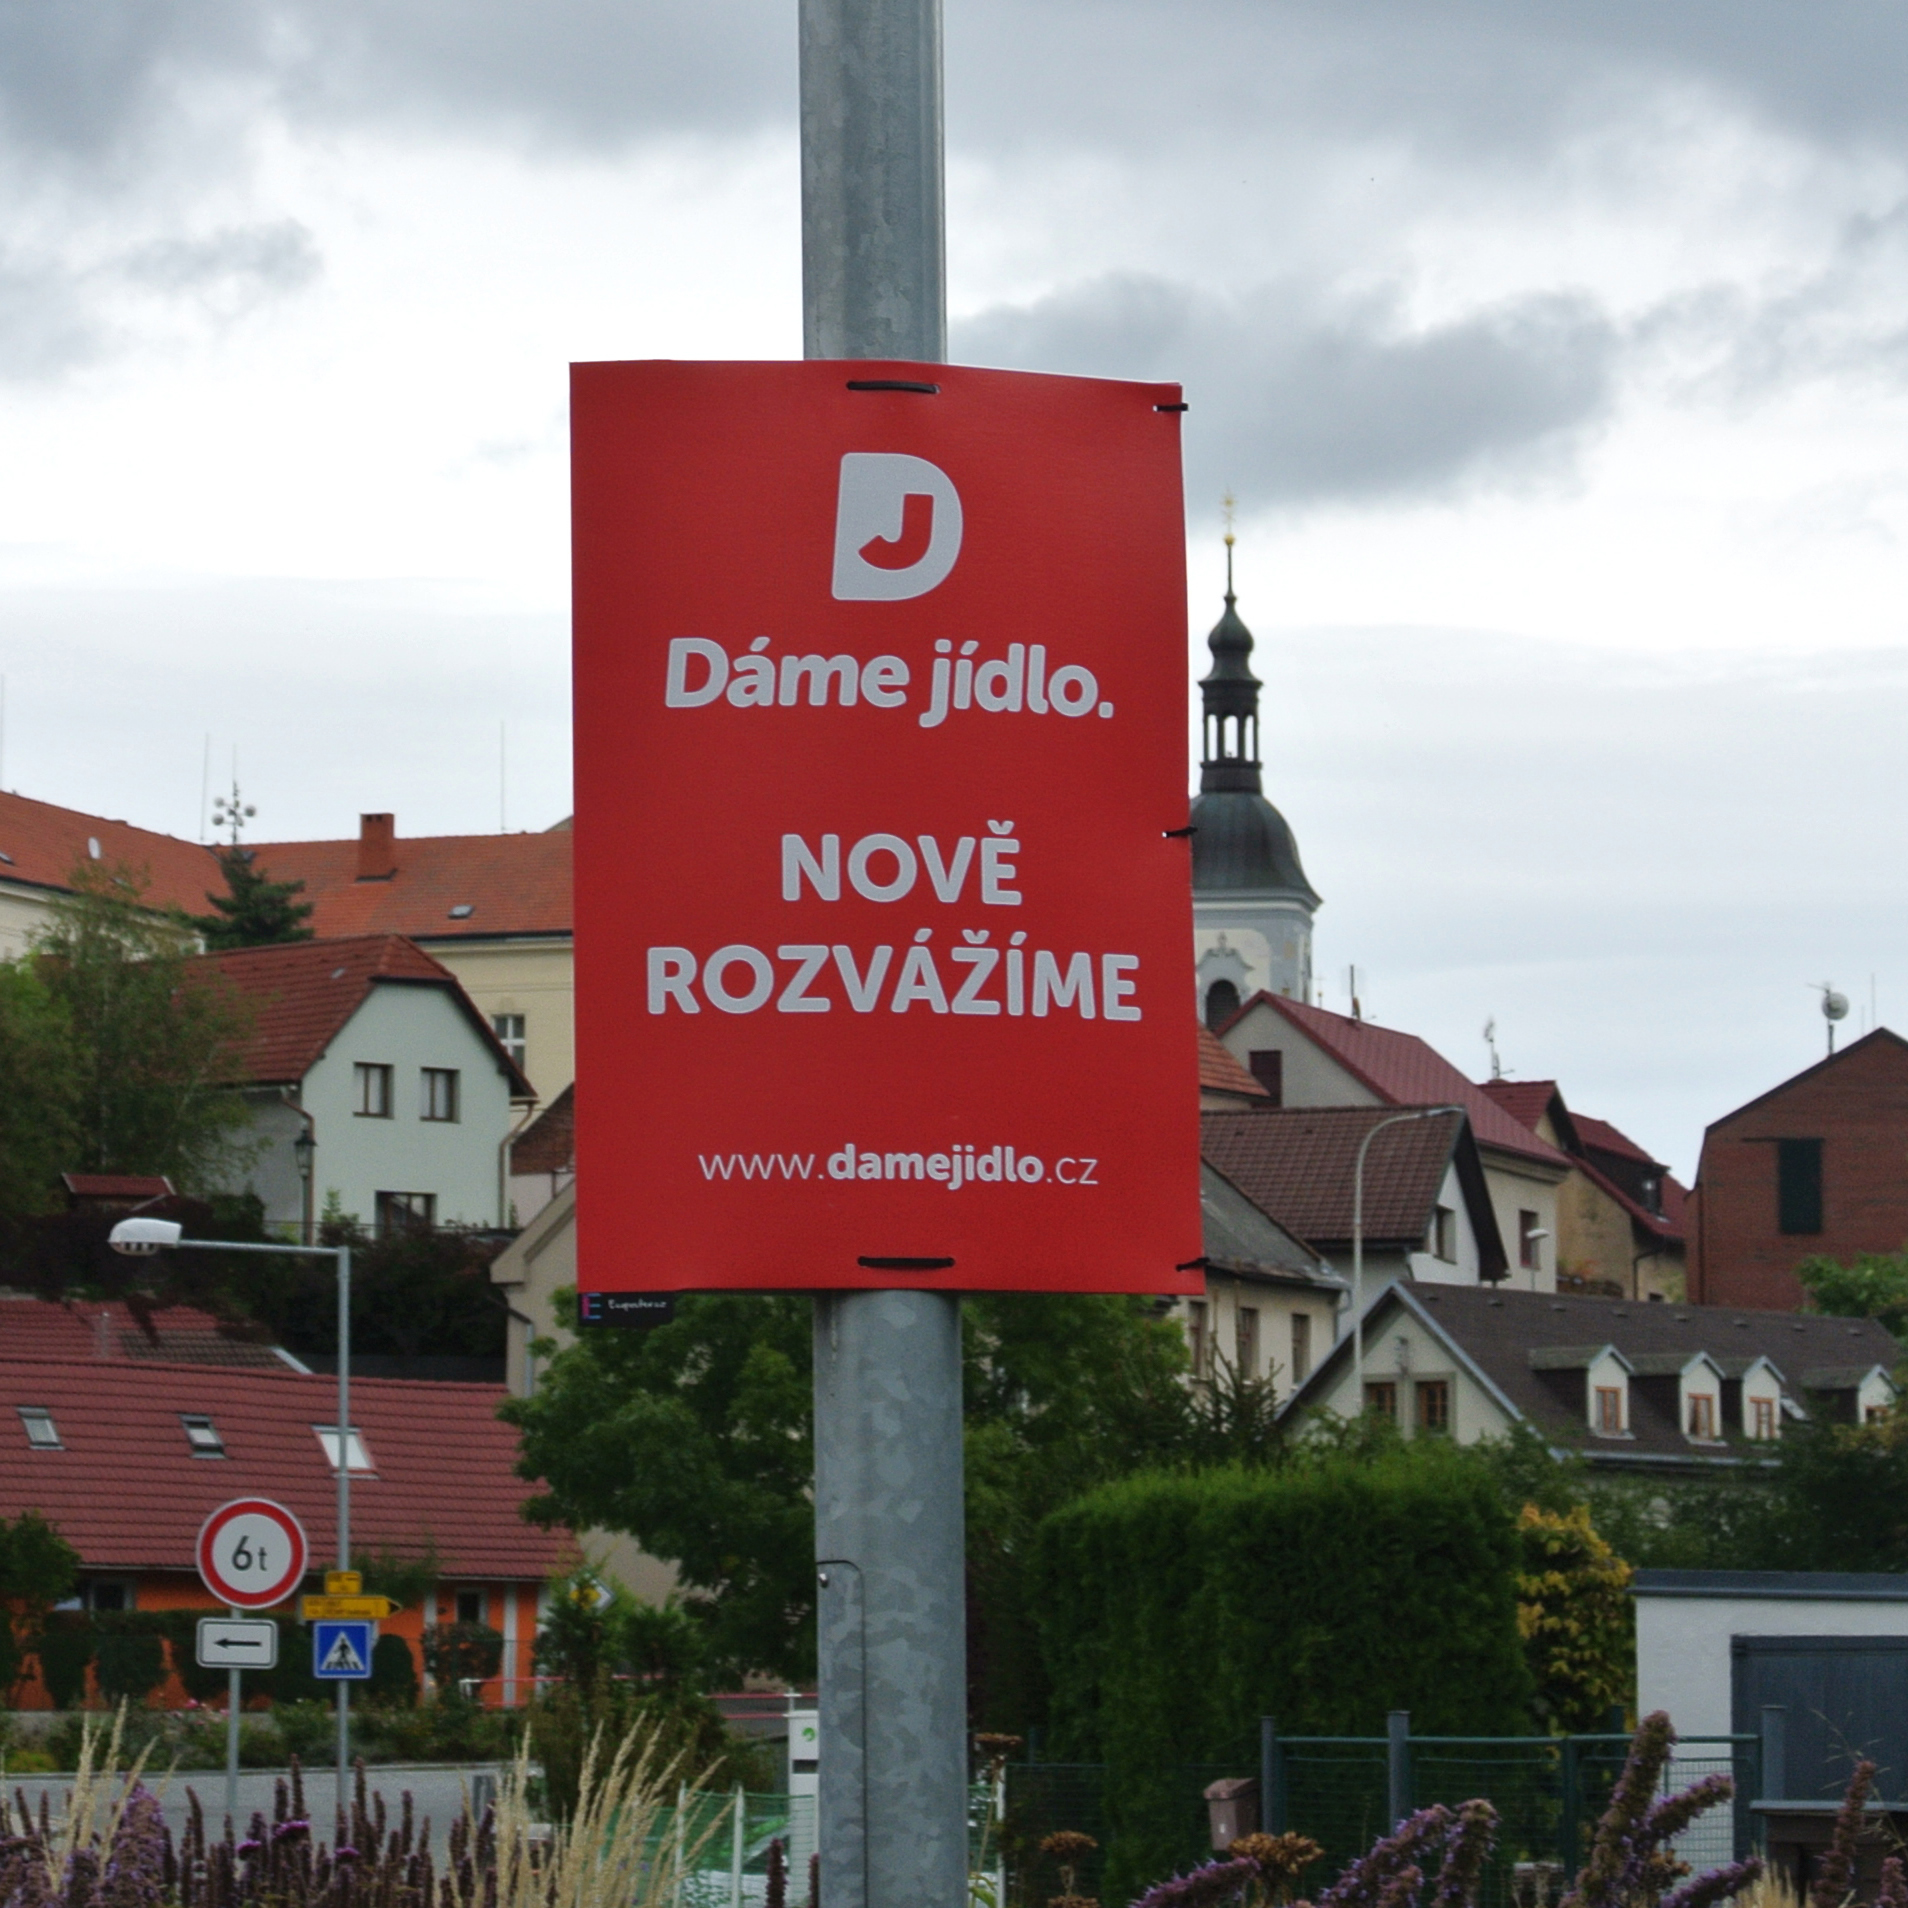 DJ
Dáme jídlo.
NOVĚ
ROZVÁŽÍME
www.damejidlo.cz
6t